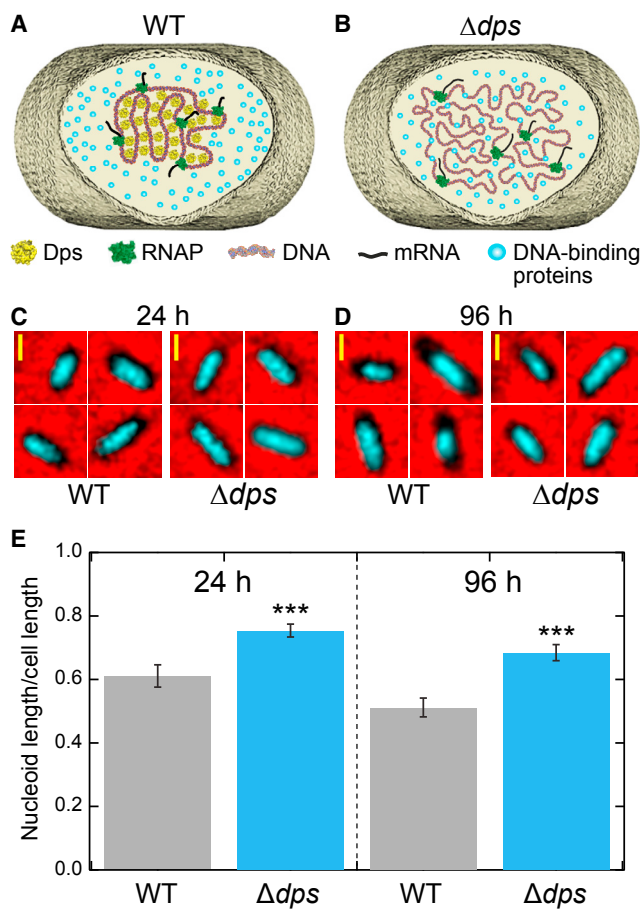 A WT
B Δdps
Dps RNAP DNA mRNA DNA-binding
proteins
C 24 h
D 96 h
WT Δdps WT Δdps
E
1.0
0.8
0.6
0.4
0.2
0.0
Nucleoid length/cell length
24 h 96 h
*** ***
WT Δdps WT Δdps